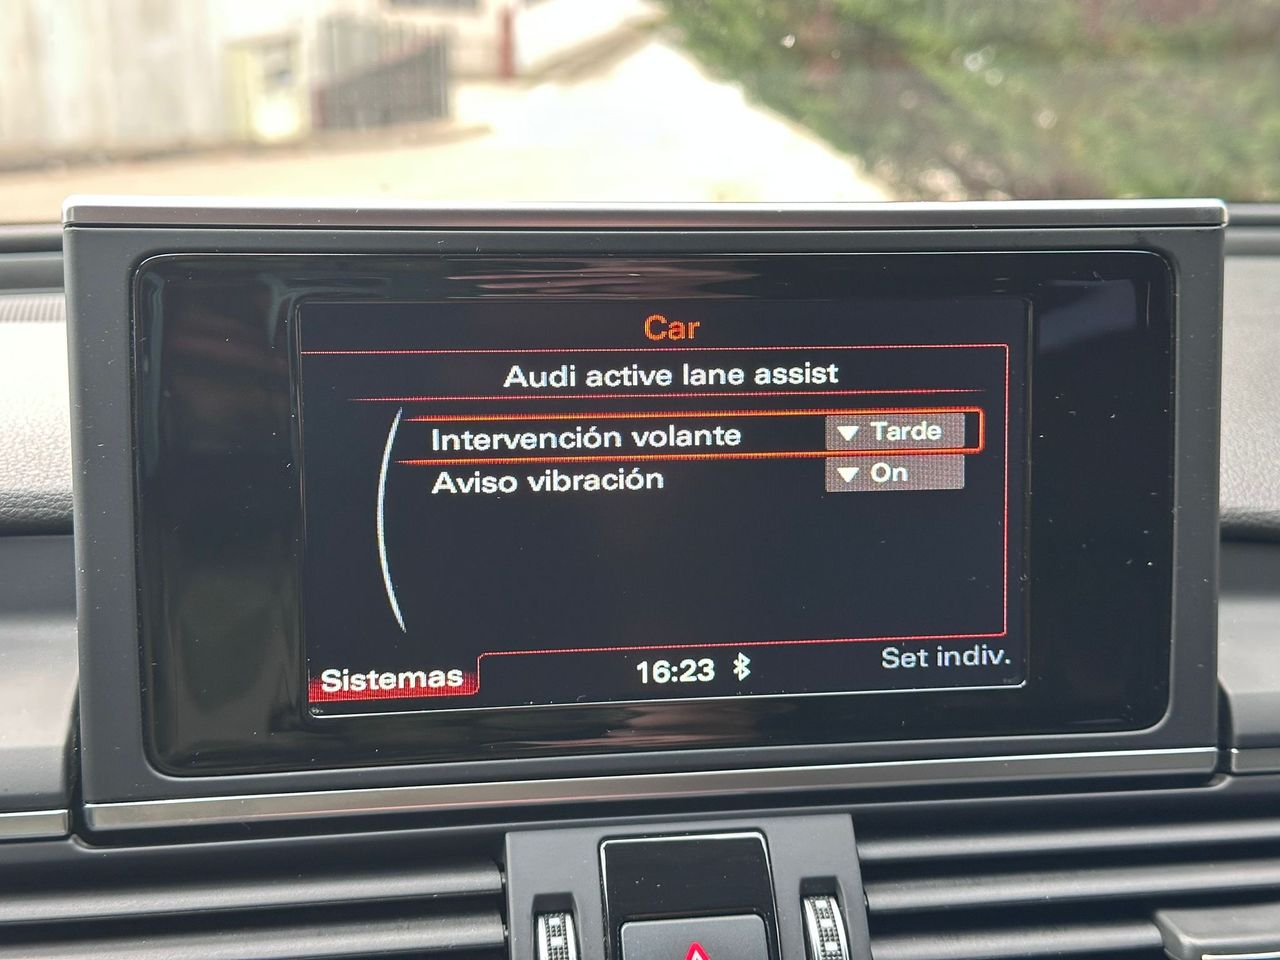 Car
Audi active lane assist
Intervención volante ▼ Tarde
Aviso vibración ▼ On
Sistemas 16:23 Set indiv.